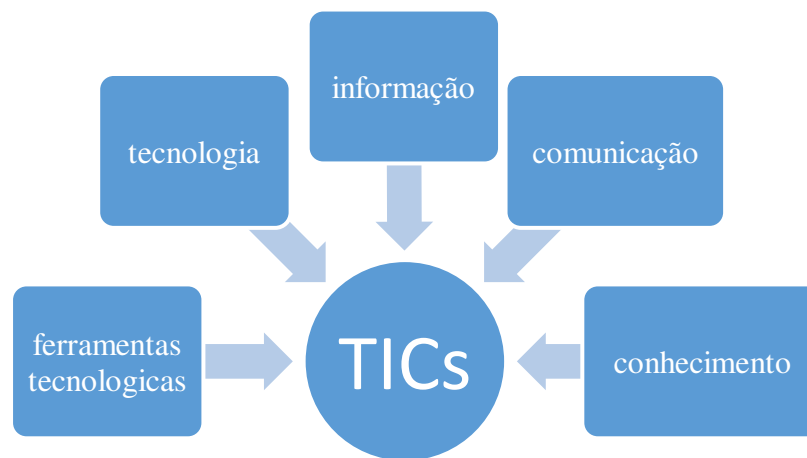 informação
tecnologia
comunicação
ferramentas
tecnologicas
TICs
conhecimento